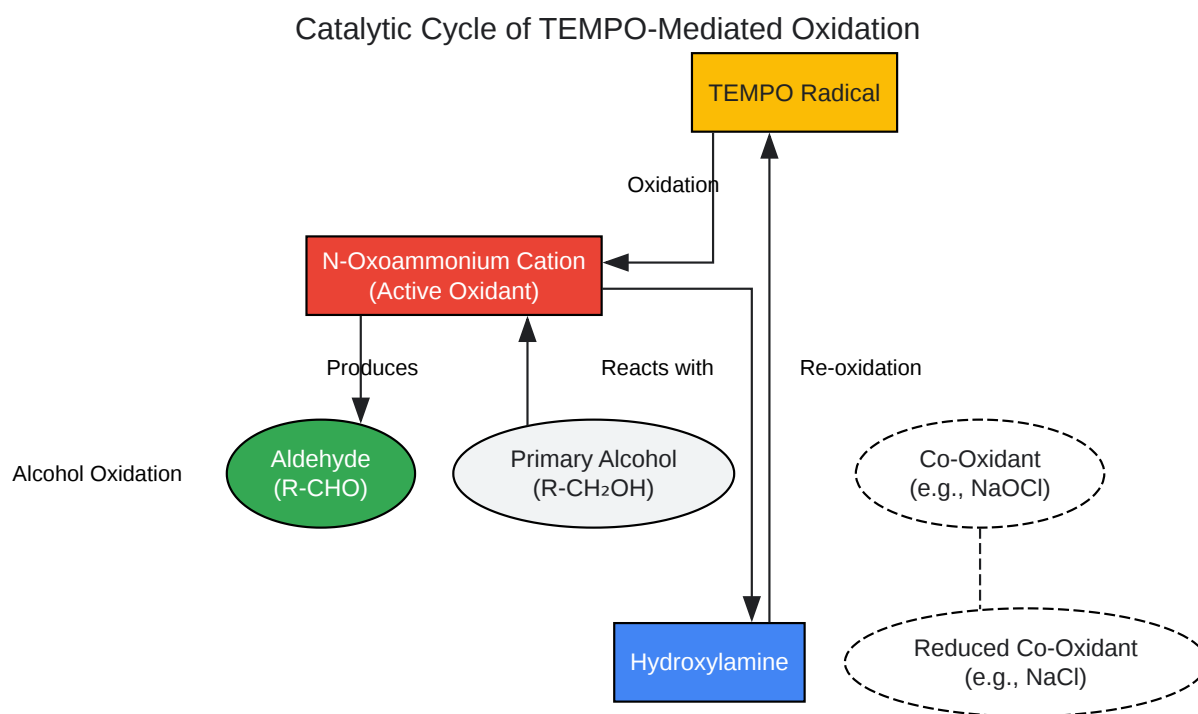 Catalytic Cycle of TEMPO-Mediated Oxidation
TEMPO Radical
Oxidation
N-Oxoammonium Cation
(Active Oxidant)
Produces
Reacts with
Re-oxidation
Alcohol Oxidation
Aldehyde
(R-CHO)
Primary Alcohol
(R-CH₂OH)
Co-Oxidant
(e.g., NaOCl)
Hydroxylamine
Reduced Co-Oxidant
(e.g., NaCl)